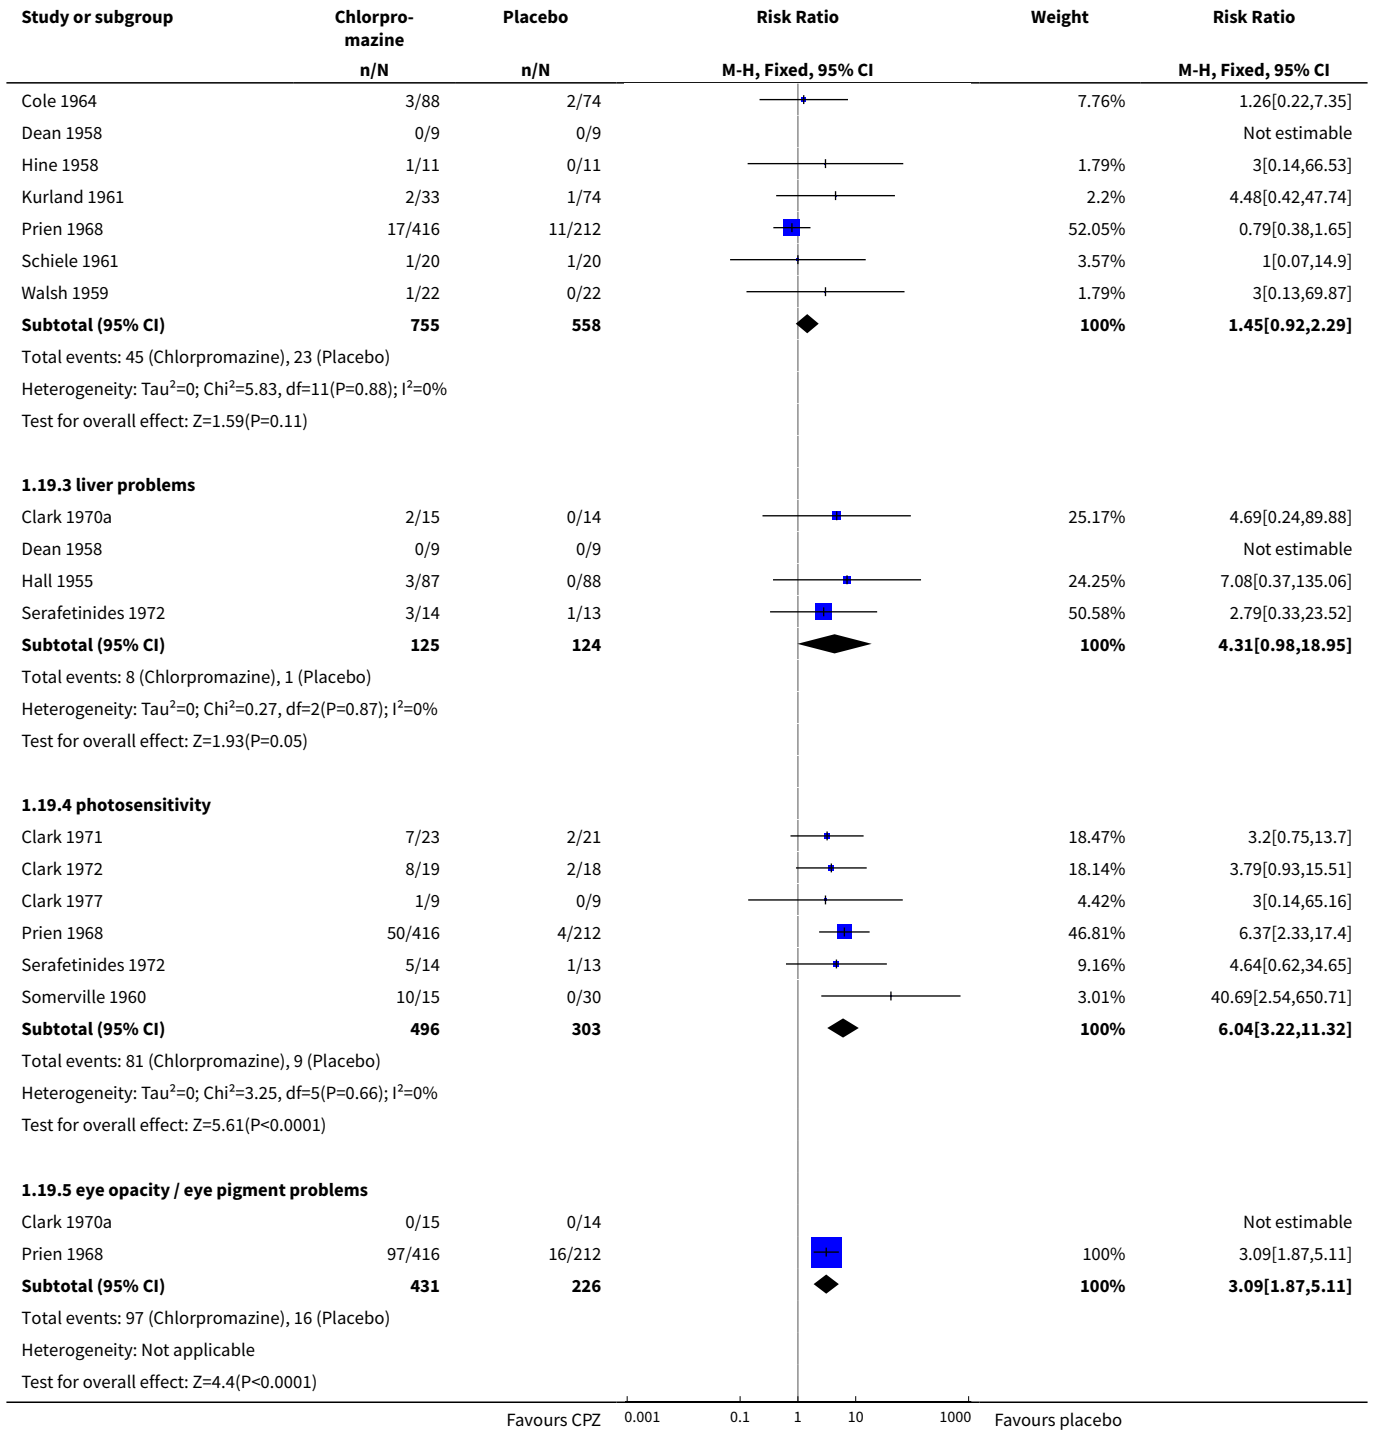 Study or subgroup Chlorpro- Placebo Risk Ratio Weight Risk Ratio
mazine
n/N n/N M-H, Fixed, 95% CI M-H, Fixed, 95% CI
Cole 1964 3/88 2/74 7.76% 1.26[0.22,7.35]
Dean 1958 0/9 0/9 Not estimable
Hine 1958 1/11 0/11 1.79% 3[0.14,66.53]
Kurland 1961 2/33 1/74 2.2% 4.48[0.42,47.74]
Prien 1968 17/416 11/212 52.05% 0.79[0.38,1.65]
Schiele 1961 1/20 1/20 3.57% 1[0.07,14.9]
Walsh 1959 1/22 0/22 1.79% 3[0.13,69.87]
Subtotal (95% CI) 755 558 100% 1.45[0.92,2.29]
Total events: 45 (Chlorpromazine), 23 (Placebo)
Heterogeneity: Tau²=0; Chi²=5.83, df=11(P=0.88); I²=0%
Test for overall effect: Z=1.59(P=0.11)
1.19.3 liver problems
Clark 1970a 2/15 0/14 25.17% 4.69[0.24,89.88]
Dean 1958 0/9 0/9 Not estimable
Hall 1955 3/87 0/88 24.25% 7.08[0.37,135.06]
Serafetinides 1972 3/14 1/13 50.58% 2.79[0.33,23.52]
Subtotal (95% CI) 125 124 100% 4.31[0.98,18.95]
Total events: 8 (Chlorpromazine), 1 (Placebo)
Heterogeneity: Tau²=0; Chi²=0.27, df=2(P=0.87); I²=0%
Test for overall effect: Z=1.93(P=0.05)
1.19.4 photosensitivity
Clark 1971 7/23 2/21 18.47% 3.2[0.75,13.7]
Clark 1972 8/19 2/18 18.14% 3.79[0.93,15.51]
Clark 1977 1/9 0/9 4.42% 3[0.14,65.16]
Prien 1968 50/416 4/212 46.81% 6.37[2.33,17.4]
Serafetinides 1972 5/14 1/13 9.16% 4.64[0.62,34.65]
Somerville 1960 10/15 0/30 3.01% 40.69[2.54,650.71]
Subtotal (95% CI) 496 303 100% 6.04[3.22,11.32]
Total events: 81 (Chlorpromazine), 9 (Placebo)
Heterogeneity: Tau²=0; Chi²=3.25, df=5(P=0.66); I²=0%
Test for overall effect: Z=5.61(P<0.0001)
1.19.5 eye opacity / eye pigment problems
Clark 1970a 0/15 0/14 Not estimable
Prien 1968 97/416 16/212 100% 3.09[1.87,5.11]
Subtotal (95% CI) 431 226 100% 3.09[1.87,5.11]
Total events: 97 (Chlorpromazine), 16 (Placebo)
Heterogeneity: Not applicable
Test for overall effect: Z=4.4(P<0.0001)
Favours CPZ 0.001 0.1 1 10 1000 Favours placebo